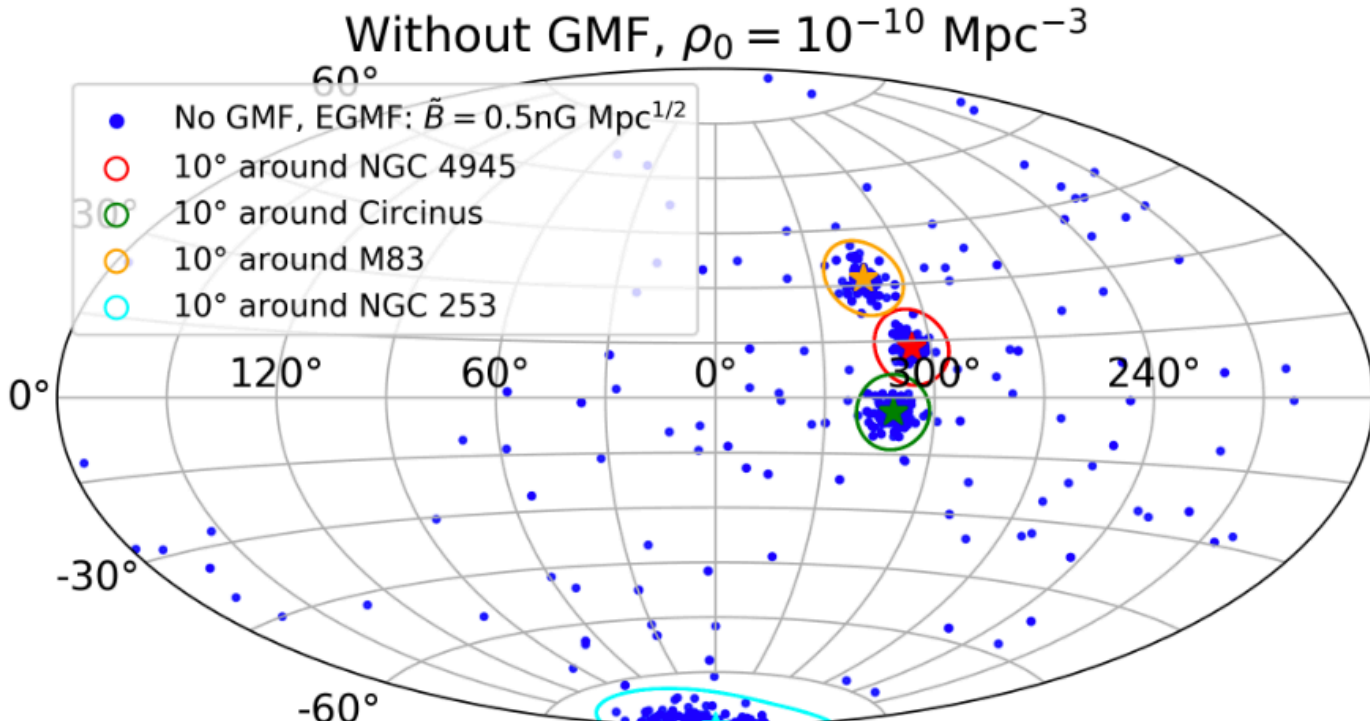 Without GMF, ρ₀ = 10⁻¹⁰ Mpc⁻³
60°
No GMF, EGMF: B̃ = 0.5nG Mpc^{1/2}
10° around NGC 4945
30°
10° around Circinus
10° around M83
10° around NGC 253
0°
120°
60°
0°
300°
240°
-30°
-60°